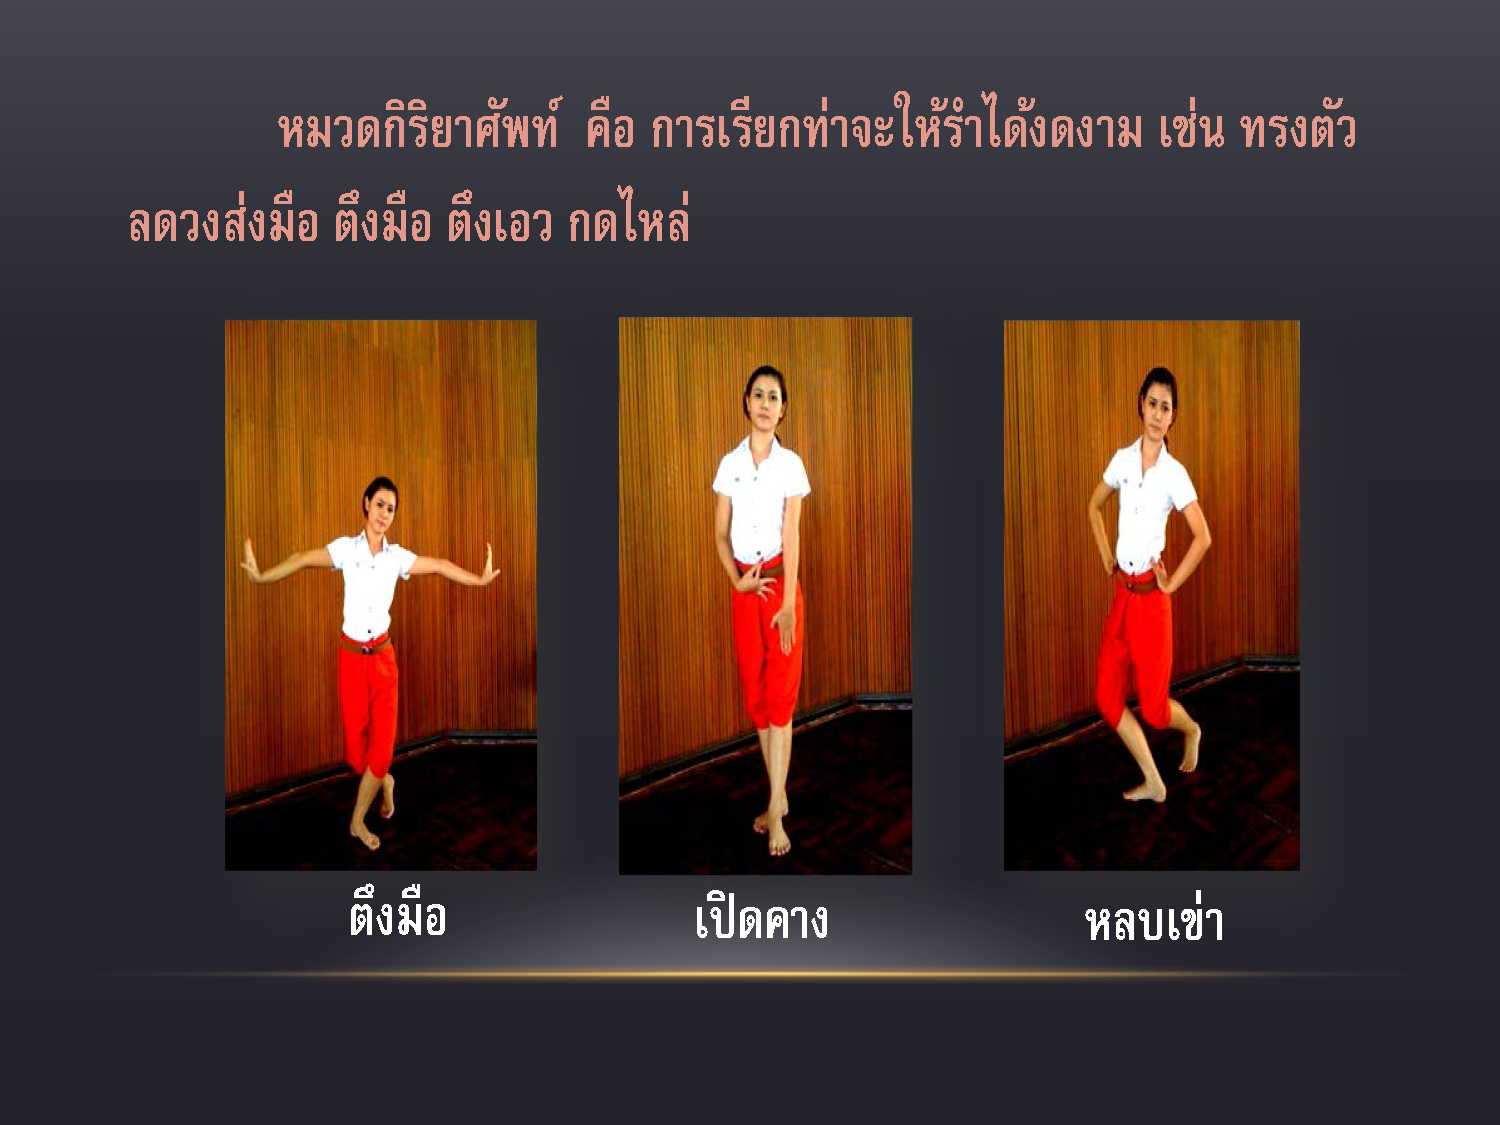 หมวดกิริยาศัพท์ คือ การเรียกท่าจะให้รำได้งดงาม เช่น ทรงตัว
ลดวงส่งมือ ตึงมือ ตึงเอว กดไหล่
ตึงมือ
เปิดคาง
หลบเข่า